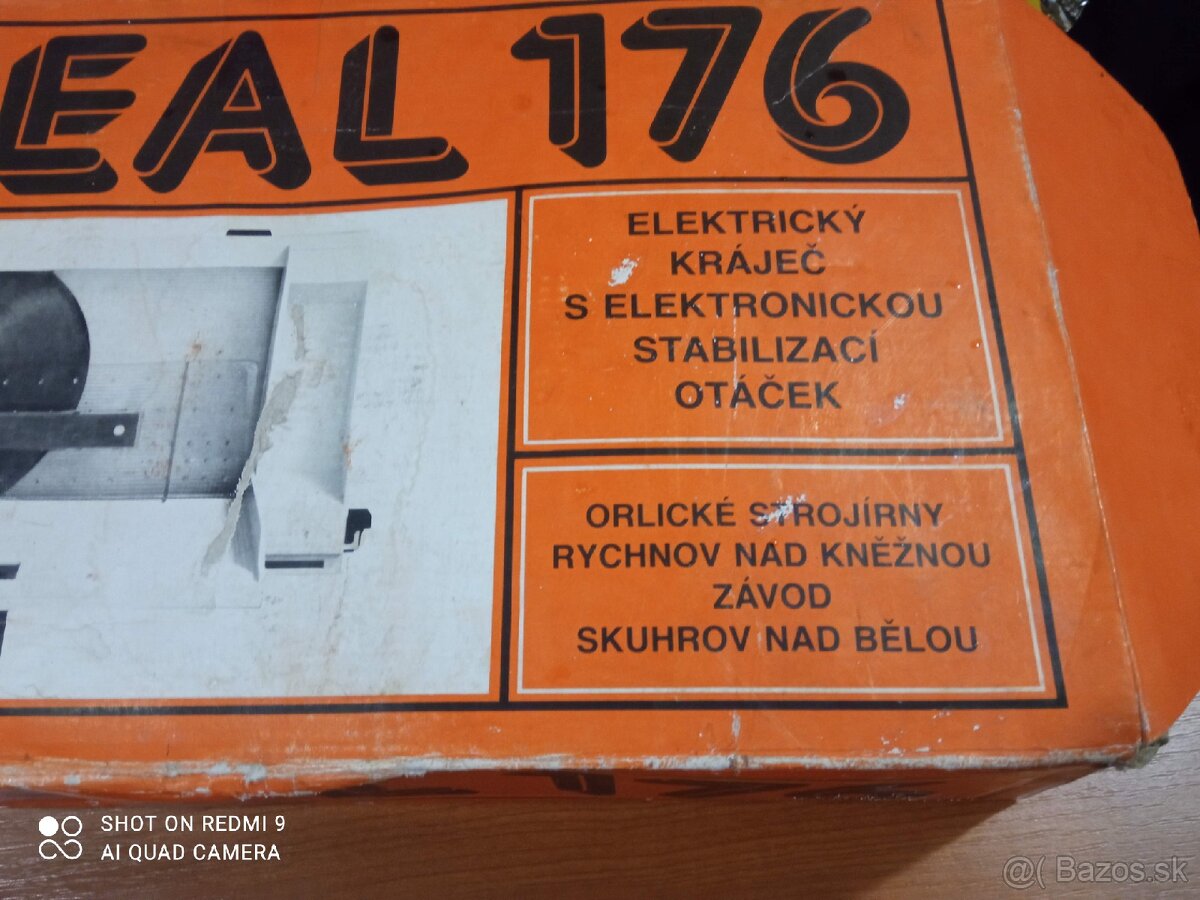 EAL 176
ELEKTRICKÝ
KRÁJEČ
S ELEKTRONICKOU
STABILIZACÍ
OTÁČEK
ORLICKÉ STROJÍRNY
RYCHNOV NAD KNĚŽNOU
ZÁVOD
SKUHROV NAD BĚLOU
SHOT ON REDMI 9
AI QUAD CAMERA
@( Bazos.sk